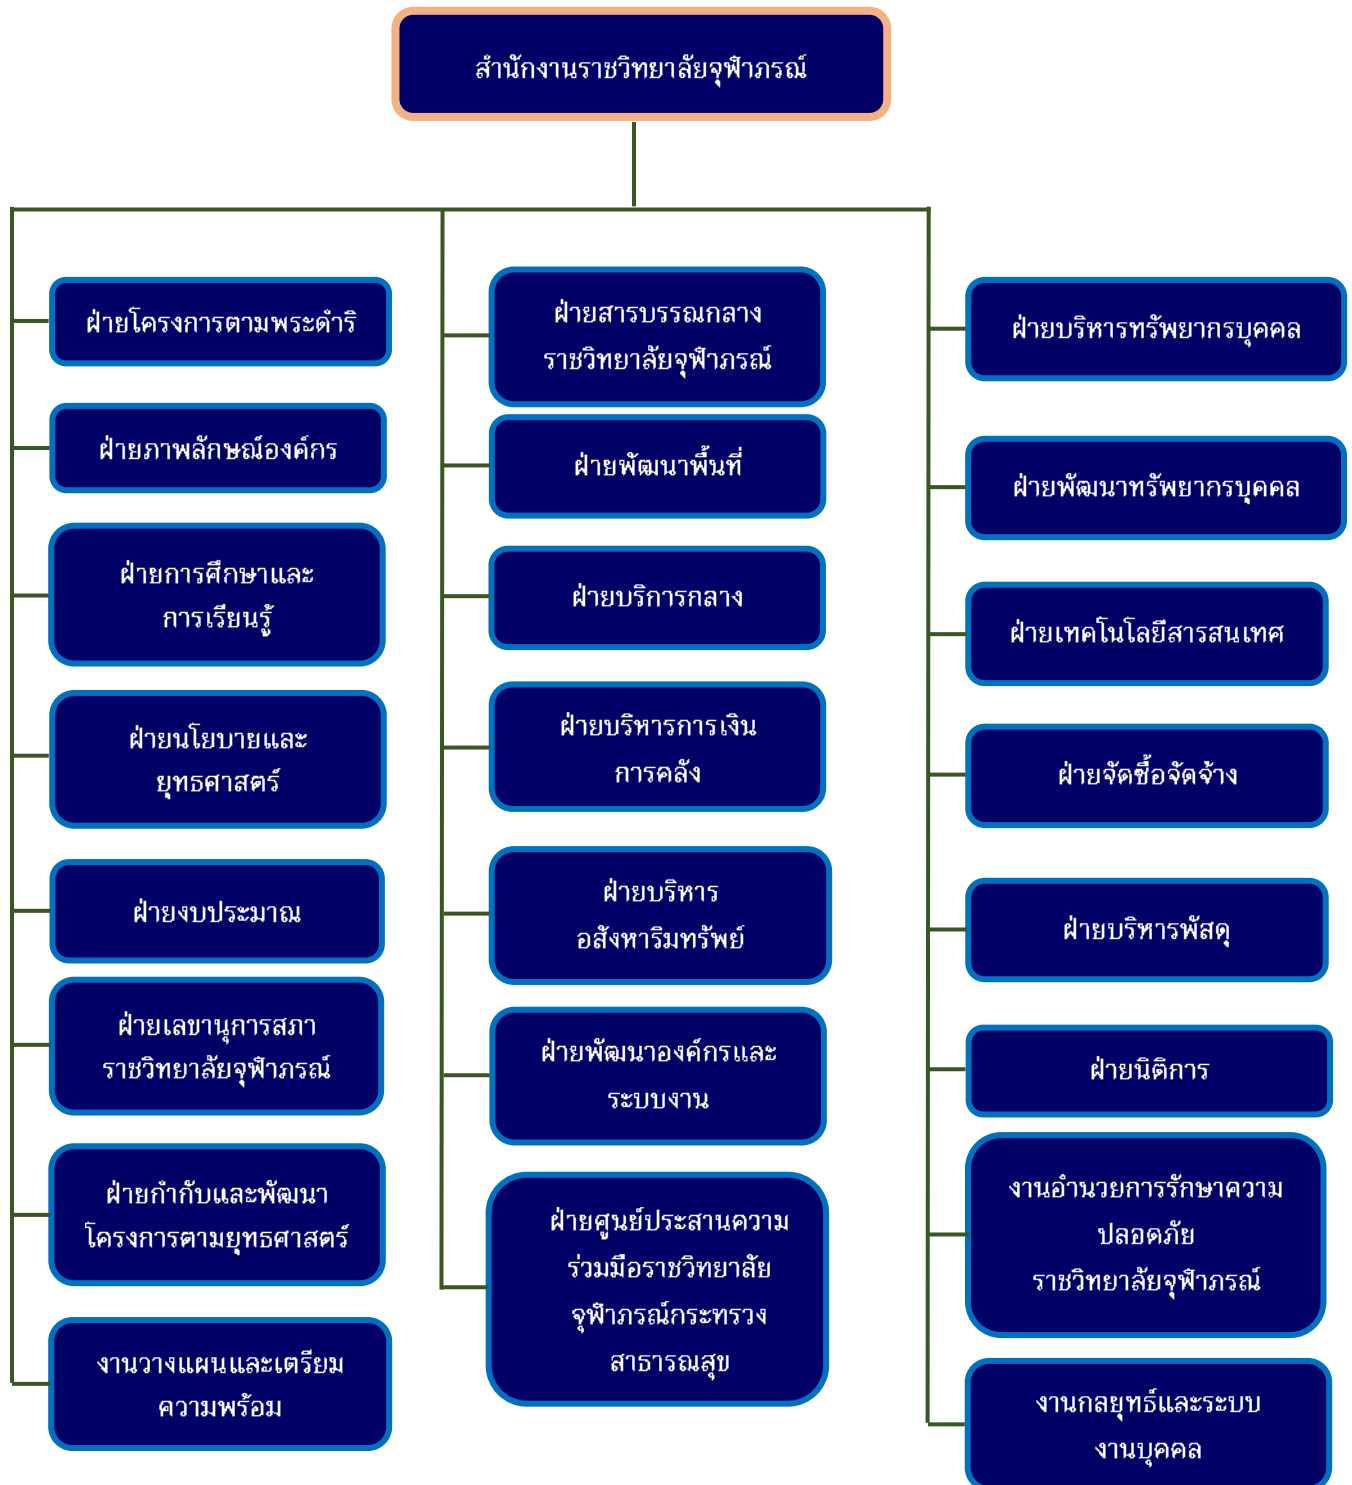 สำนักงานราชวิทยาลัยจุฬาภรณ์
ฝ่ายโครงการตามพระดำริ
ฝ่ายภาพลักษณ์องค์กร
ฝ่ายการศึกษาและ
การเรียนรู้
ฝ่ายนโยบายและ
ยุทธศาสตร์
ฝ่ายงบประมาณ
ฝ่ายเลขานุการสภา
ราชวิทยาลัยจุฬาภรณ์
ฝ่ายกำกับและพัฒนา
โครงการตามยุทธศาสตร์
งานวางแผนและเตรียม
ความพร้อม
ฝ่ายสารบรรณกลาง
ราชวิทยาลัยจุฬาภรณ์
ฝ่ายพัฒนาพื้นที่
ฝ่ายบริการกลาง
ฝ่ายบริหารการเงิน
การคลัง
ฝ่ายบริหาร
อสังหาริมทรัพย์
ฝ่ายพัฒนาองค์กรและ
ระบบงาน
ฝ่ายศูนย์ประสานความ
ร่วมมือราชวิทยาลัย
จุฬาภรณ์กระทรวง
สาธารณสุข
ฝ่ายบริหารทรัพยากรบุคคล
ฝ่ายพัฒนาทรัพยากรบุคคล
ฝ่ายเทคโนโลยีสารสนเทศ
ฝ่ายจัดซื้อจัดจ้าง
ฝ่ายบริหารพัสดุ
ฝ่ายนิติการ
งานอำนวยการรักษาความ
ปลอดภัย
ราชวิทยาลัยจุฬาภรณ์
งานกลยุทธ์และระบบ
งานบุคคล